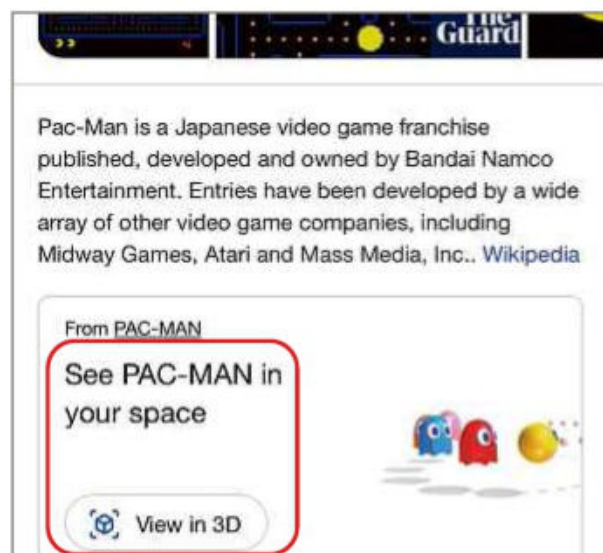 The
Guard
Pac-Man is a Japanese video game franchise
published, developed and owned by Bandai Namco
Entertainment. Entries have been developed by a wide
array of other video game companies, including
Midway Games, Atari and Mass Media, Inc.. Wikipedia
From PAC-MAN
See PAC-MAN in
your space
View in 3D